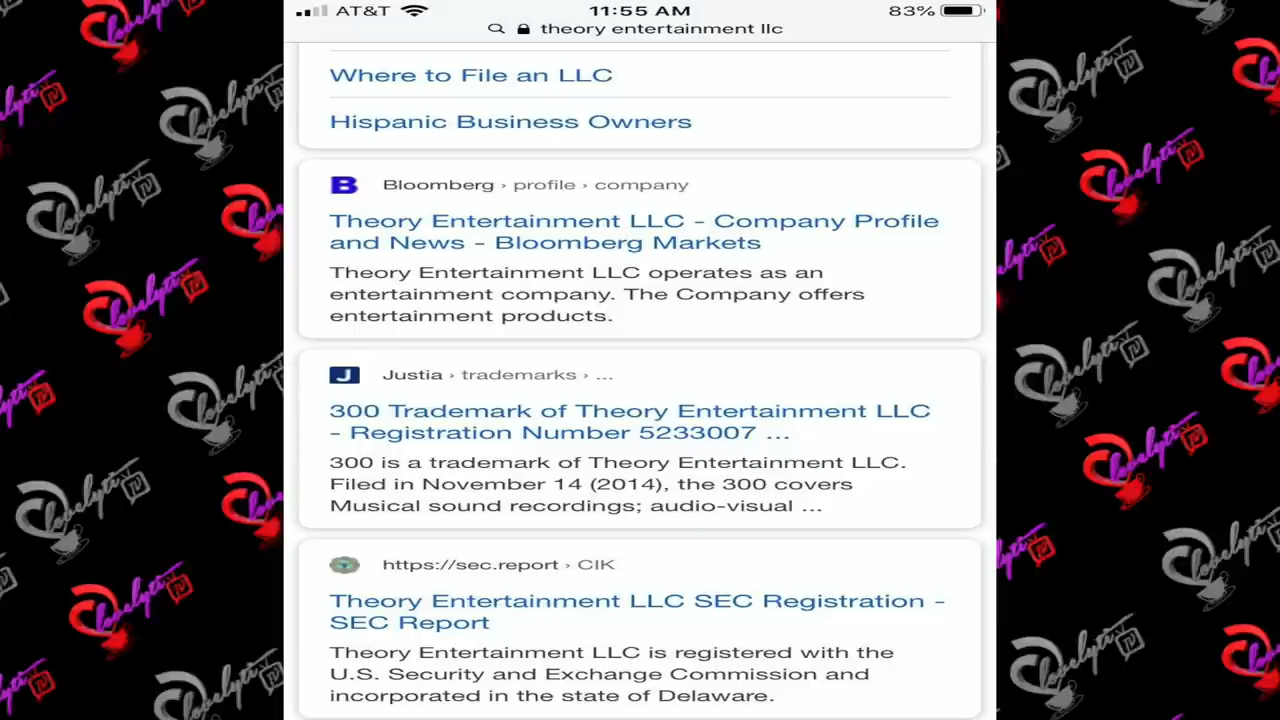 AT&T 11:55 AM 83%
theory entertainment llc
Where to File an LLC
Hispanic Business Owners
B Bloomberg › profile › company
Theory Entertainment LLC - Company Profile
and News - Bloomberg Markets
Theory Entertainment LLC operates as an
entertainment company. The Company offers
entertainment products.
J Justia › trademarks › ...
300 Trademark of Theory Entertainment LLC
- Registration Number 5233007 ...
300 is a trademark of Theory Entertainment LLC.
Filed in November 14 (2014), the 300 covers
Musical sound recordings; audio-visual ...
https://sec.report › CIK
Theory Entertainment LLC SEC Registration -
SEC Report
Theory Entertainment LLC is registered with the
U.S. Security and Exchange Commission and
incorporated in the state of Delaware.